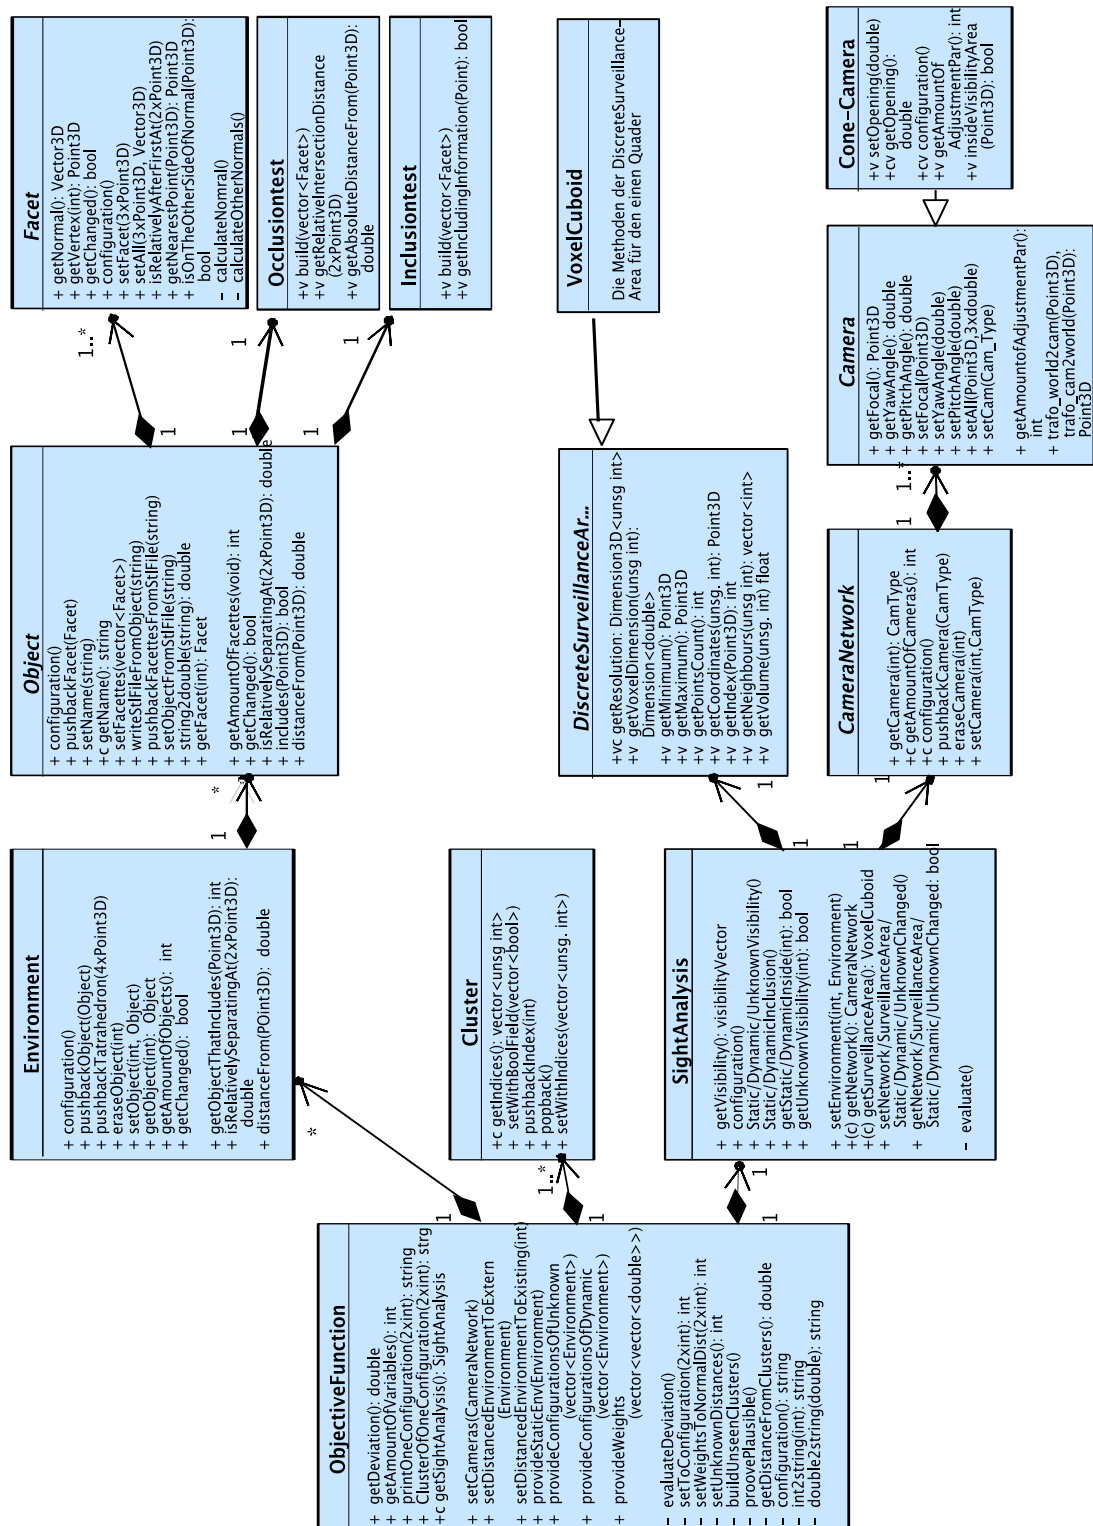 ObjectiveFunction
+ getDeviation(): double
+ getAmountOfVariables(): int
+ printOneConfiguration(2xint): string
+ ClusterOfOneConfiguration(2xint): strg
+c getSightAnalysis(): SightAnalysis
+ setCameras(CameraNetwork)
+ setDistancedEnvironmentToExtern
(Environment)
+ setDistancedEnvironmentToExisting(int)
+ provideStaticEnv(Environment)
+ provideConfigurationsOfUnknown
(vector<Environment>)
+ provideConfigurationsOfDynamic
(vector<Environment>)
+ provideWeights
(vector<vector<double>>)
– evaluateDeviation()
– setToConfiguration(2xint): int
– setWeightsToNormalDist(2xint): int
– setUnknownDistances(): int
– buildUnseenClusters()
– proovePlausible()
– getDistanceFromClusters(): double
– configuration(): string
– int2string(int): string
– double2string(double): string
1
*
1
1..*
1
1
Environment
+ configuration()
+ pushbackObject(Object)
+ pushbackTatrahedron(4xPoint3D)
+ eraseObject(int)
+ setObject(int, Object)
+ getObject(int): Object
+ getAmountOfObjects(): int
+ getChanged(): bool
+ getObjectThatIncludes(Point3D): int
+ isRelativelySeparatingAt(2xPoint3D):
double
+ distanceFrom(POint3D): double
1
*
Cluster
+c getIndices(): vector<unsg int>
+ setWithBoolField(vector<bool>)
+ pushbackIndex(int)
+ popback()
+ setWithIndices(vector<unsg. int>)
SightAnalysis
+ getVisibility(): visibilityVector
+ configuration()
+ Static/Dynamic/UnknownVisibility()
+ Static/DynamicInclusion()
+ getStatic/DynamicInside(int): bool
+ getUnknownVisibility(int): bool
+ setEnvironment(int, Environment)
+(c) getNetwork(): CameraNetwork
+(c) getSurveillanceArea(): VoxelCuboid
+ setNetwork/SurveillanceArea/
Static/Dynamic/UnknownChanged()
+ getNetwork/SurveillanceArea/
Static/Dynamic/UnknownChanged: bool
– evaluate()
1
1
1
1
Object
+ configuration()
+ pushbackFacet(Facet)
+ setName(string)
+c getName(): string
+ setFacettes(vector<Facet>)
+ writeStlFileFromObject(string)
+ pushbackFacettesFromStlFile(string)
+ setObjectFromStlFile(string)
+ string2double(string): double
+ getFacet(int): Facet
+ getAmountOfFacettes(void): int
+ getChanged(): bool
+ isRelativelySeparatingAt(2xPoint3D): double
+ includes(Point3D): bool
+ distanceFrom(Point3D): double
1
1..*
1
1
1
1
DiscreteSurveillanceAr...
+vc getResolution: Dimension3D<unsg int>
+v getVoxelDimension(unsg int):
Dimension<double>
+v getMinimum(): Point3D
+v getMaximum(): Point3D
+v getPointsCount(): int
+v getCoordinates(unsg. int): Point3D
+v getIndex(Point3D): int
+v getNeighbours(unsg int): vector<int>
+v getVolume(unsg. int) float
CameraNetwork
+ getCamera(int): CamType
+c getAmountOfCameras(): int
+c configuration()
+ pushbackCamera(CamType)
+ eraseCamera(int)
+ setCamera(int,CamType)
1
1..*
Facet
+ getNormal(): Vector3D
+ getVertex(int): Point3D
+ getChanged(): bool
+ configuration()
+ setFacet(3xPoint3D)
+ setAll(3xPoint3D, Vector3D)
+ isRelativelyAfterFirstAt(2xPoint3D)
+ getNearestPoint(Point3D): Point3D
+ isOnTheOtherSideOfNormal(Point3D):
bool
– calculateNomral()
– calculateOtherNormals()
Occlusiontest
+v build(vector<Facet>)
+v getRelativeIntersectionDistance
(2xPoint3D)
+v getAbsoluteDistanceFrom(Point3D):
double
Inclusiontest
+v build(vector<Facet>)
+v getIncludingInformation(Point): bool
VoxelCuboid
Die Methoden der DiscreteSurveillance–
Area für den einen Quader
Camera
+ getFocal(): Point3D
+ getYawAngle(): double
+ getPitchAngle(): double
+ setFocal(Point3D)
+ setYawAngle(double)
+ setPitchAngle(double)
+ setAll(Point3D,3xdouble)
+ setCam(Cam_Type)
+ getAmountofAdjustmentPar():
int
+ trafo_world2cam(Point3D),
trafo_cam2world(Point3D):
Point3D
Cone–Camera
+v setOpening(double)
+cv getOpening():
double
+cv configuration()
+v getAmountOf
AdjustmentPar(): int
+v insideVisibilityArea
(Point3D): bool